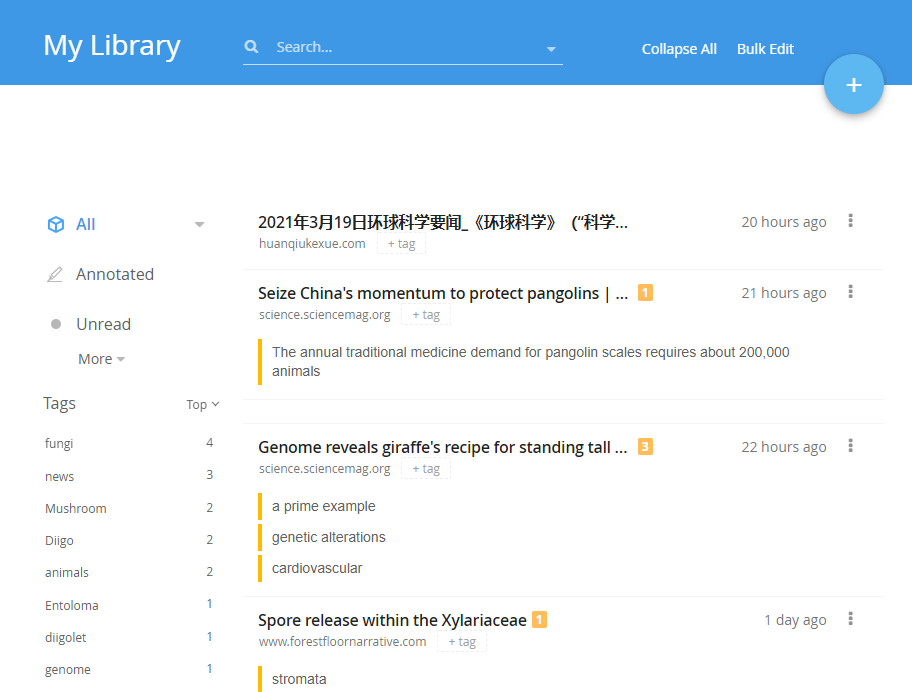 My Library
Search...
Collapse All
Bulk Edit
+
All
Annotated
Unread
More
Tags
Top
fungi 4
news 3
Mushroom 2
Diigo 2
animals 2
Entoloma 1
diigolet 1
genome 1
2021年3月19日环球科学要闻_《环球科学》（“科学...
20 hours ago
huanqiukexue.com + tag
Seize China's momentum to protect pangolins | ... 1
21 hours ago
science.sciencemag.org + tag
The annual traditional medicine demand for pangolin scales requires about 200,000
animals
Genome reveals giraffe's recipe for standing tall ... 3
22 hours ago
science.sciencemag.org + tag
a prime example
genetic alterations
cardiovascular
Spore release within the Xylariaceae 1
1 day ago
www.forestfloornarrative.com + tag
stromata